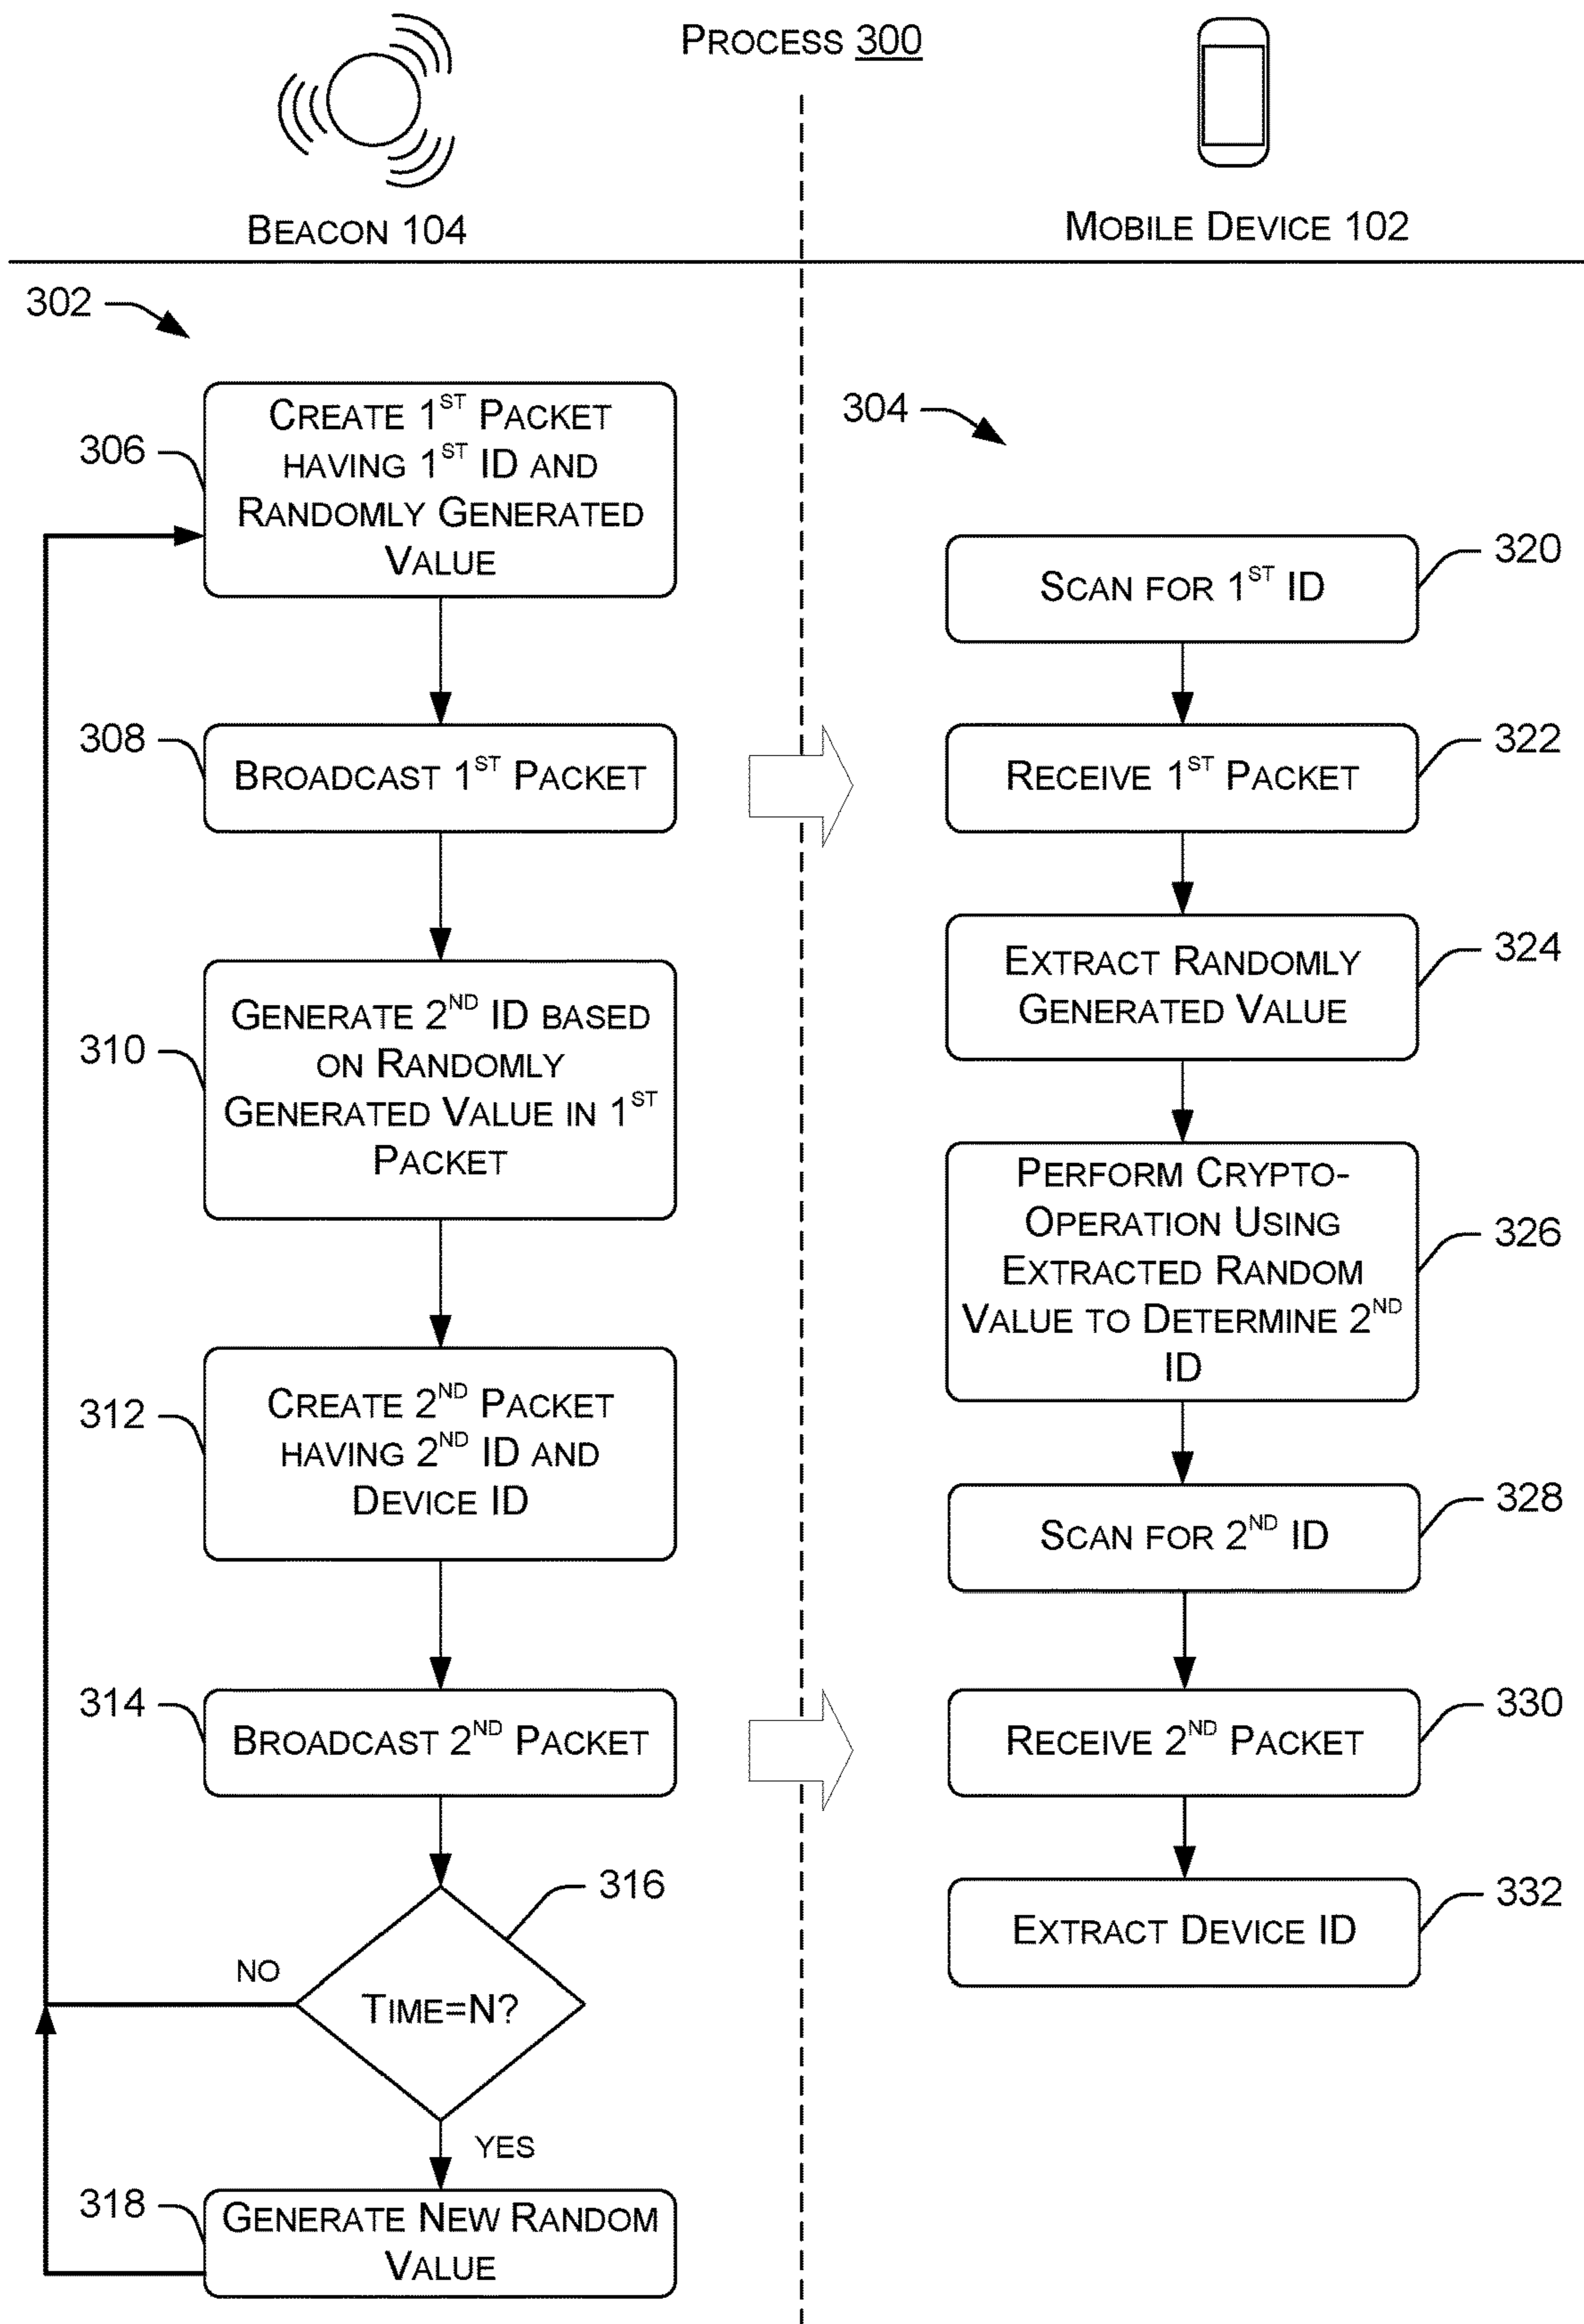 PROCESS 300
BEACON 104
MOBILE DEVICE 102
302
306
CREATE 1ST PACKET
HAVING 1ST ID AND
RANDOMLY GENERATED
VALUE
308
BROADCAST 1ST PACKET
310
GENERATE 2ND ID BASED
ON RANDOMLY
GENERATED VALUE IN 1ST
PACKET
312
CREATE 2ND PACKET
HAVING 2ND ID AND
DEVICE ID
314
BROADCAST 2ND PACKET
316
NO
TIME=N?
YES
318
GENERATE NEW RANDOM
VALUE
304
320
SCAN FOR 1ST ID
322
RECEIVE 1ST PACKET
324
EXTRACT RANDOMLY
GENERATED VALUE
326
PERFORM CRYPTO-
OPERATION USING
EXTRACTED RANDOM
VALUE TO DETERMINE 2ND
ID
328
SCAN FOR 2ND ID
330
RECEIVE 2ND PACKET
332
EXTRACT DEVICE ID